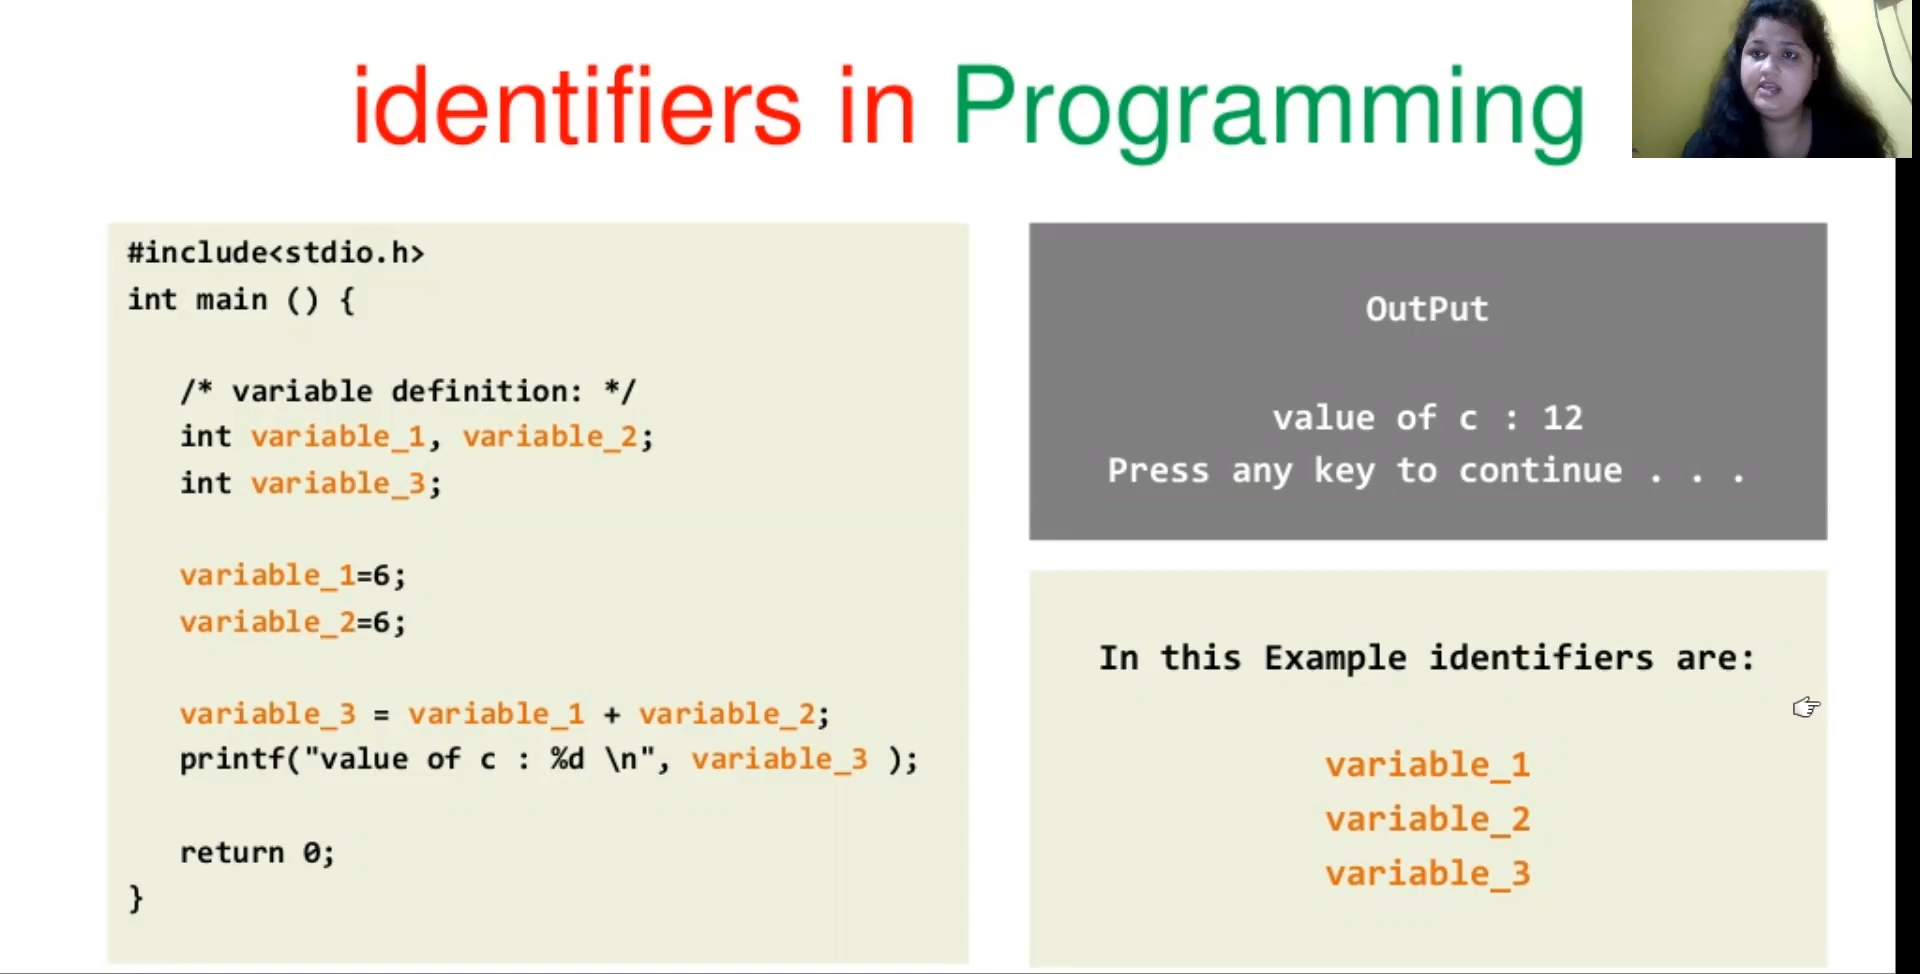 identifiers in Programming
#include<stdio.h>
int main () {
/* variable definition: */
int variable_1, variable_2;
int variable_3;
variable_1=6;
variable_2=6;
variable_3 = variable_1 + variable_2;
printf("value of c : %d \n", variable_3 );
return 0;
}
OutPut
value of c : 12
Press any key to continue . . .
In this Example identifiers are:
variable_1
variable_2
variable_3